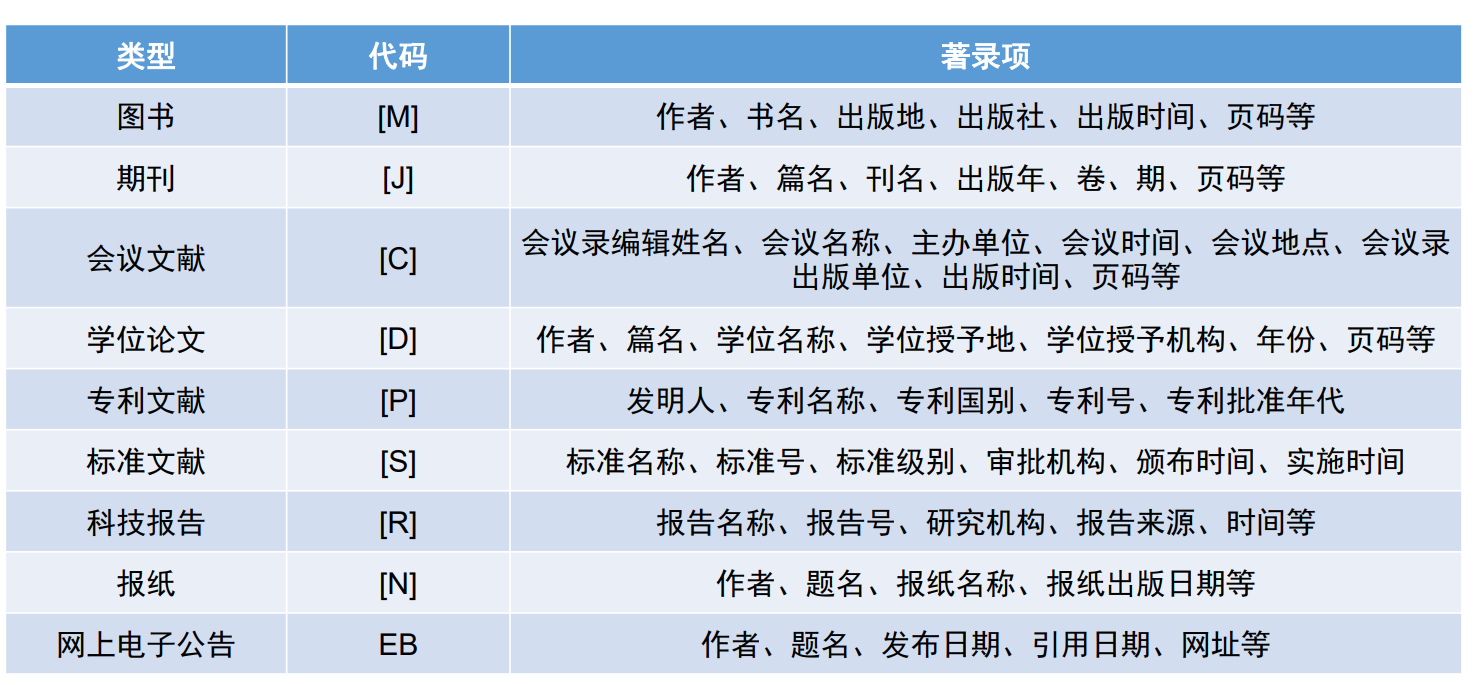 类型 代码 著录项
图书 [M] 作者、书名、出版地、出版社、出版时间、页码等
期刊 [J] 作者、篇名、刊名、出版年、卷、期、页码等
会议文献 [C] 会议录编辑姓名、会议名称、主办单位、会议时间、会议地点、会议录
出版单位、出版时间、页码等
学位论文 [D] 作者、篇名、学位名称、学位授予地、学位授予机构、年份、页码等
专利文献 [P] 发明人、专利名称、专利国别、专利号、专利批准年代
标准文献 [S] 标准名称、标准号、标准级别、审批机构、颁布时间、实施时间
科技报告 [R] 报告名称、报告号、研究机构、报告来源、时间等
报纸 [N] 作者、题名、报纸名称、报纸出版日期等
网上电子公告 EB 作者、题名、发布日期、引用日期、网址等